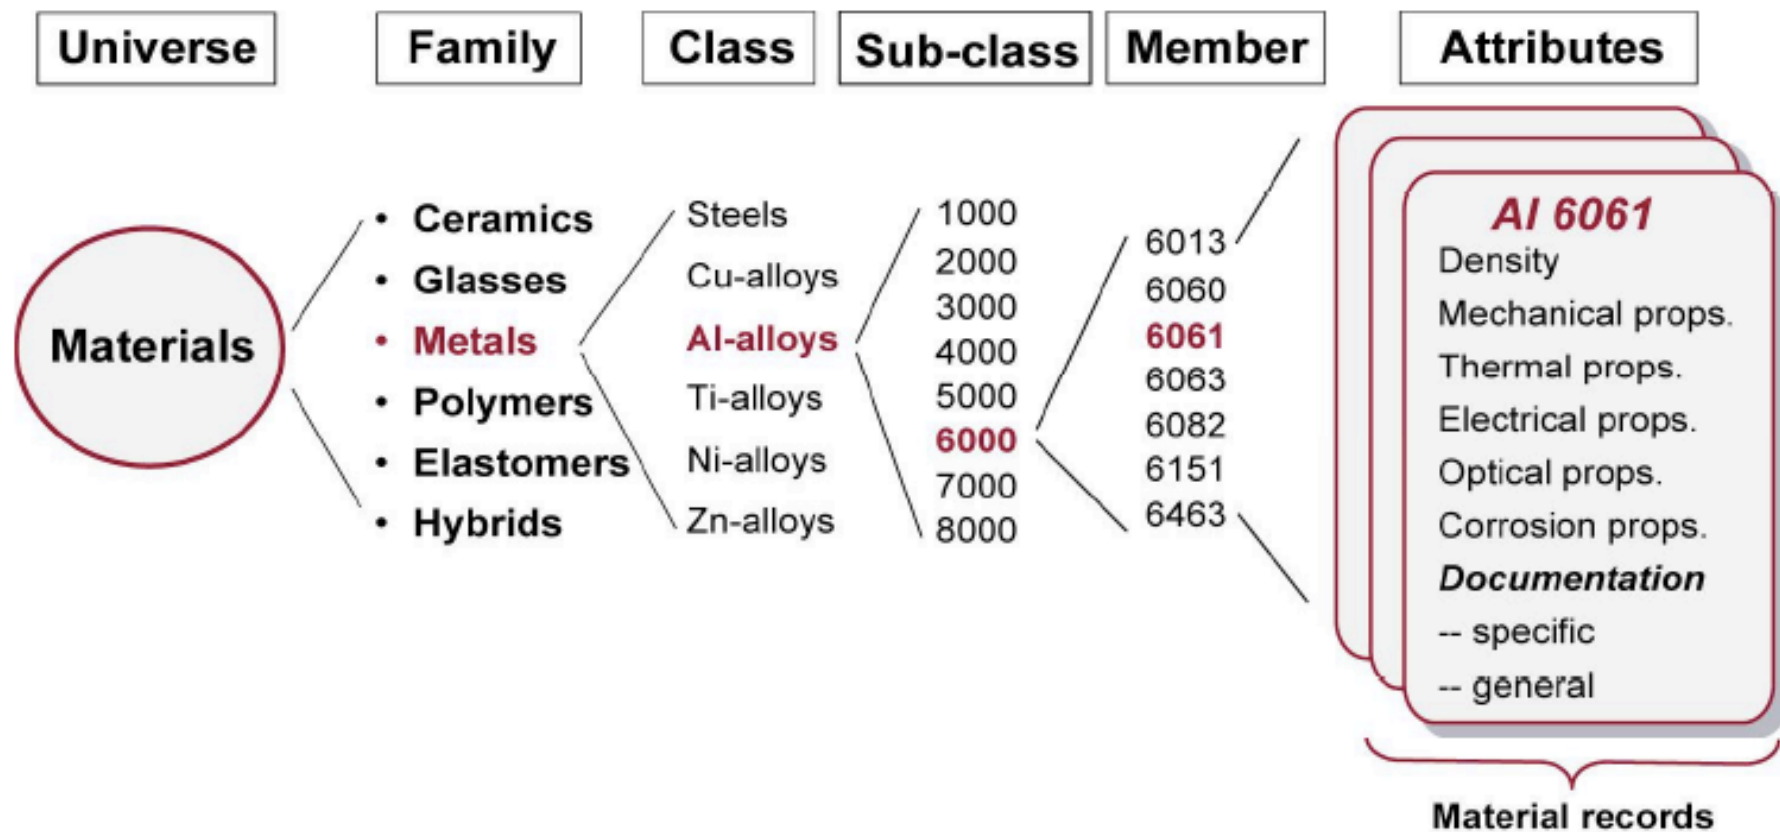 Universe
Family
Class
Sub-class
Member
Attributes
Materials
• Ceramics
• Glasses
• Metals
• Polymers
• Elastomers
• Hybrids
Steels
Cu-alloys
Al-alloys
Ti-alloys
Ni-alloys
Zn-alloys
1000
2000
3000
4000
5000
6000
7000
8000
6013
6060
6061
6063
6082
6151
6463
Al 6061
Density
Mechanical props.
Thermal props.
Electrical props.
Optical props.
Corrosion props.
Documentation
-- specific
-- general
Material records